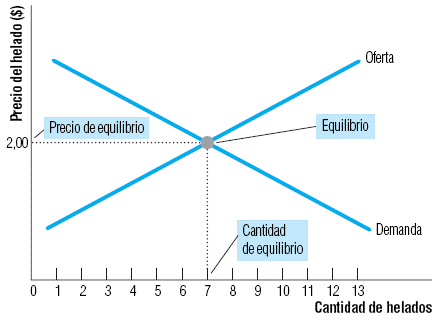 Precio del helado ($)
Oferta
Precio de equilibrio
Equilibrio
2,00
Cantidad
de equilibrio
Demanda
0 1 2 3 4 5 6 7 8 9 10 11 12 13
Cantidad de helados